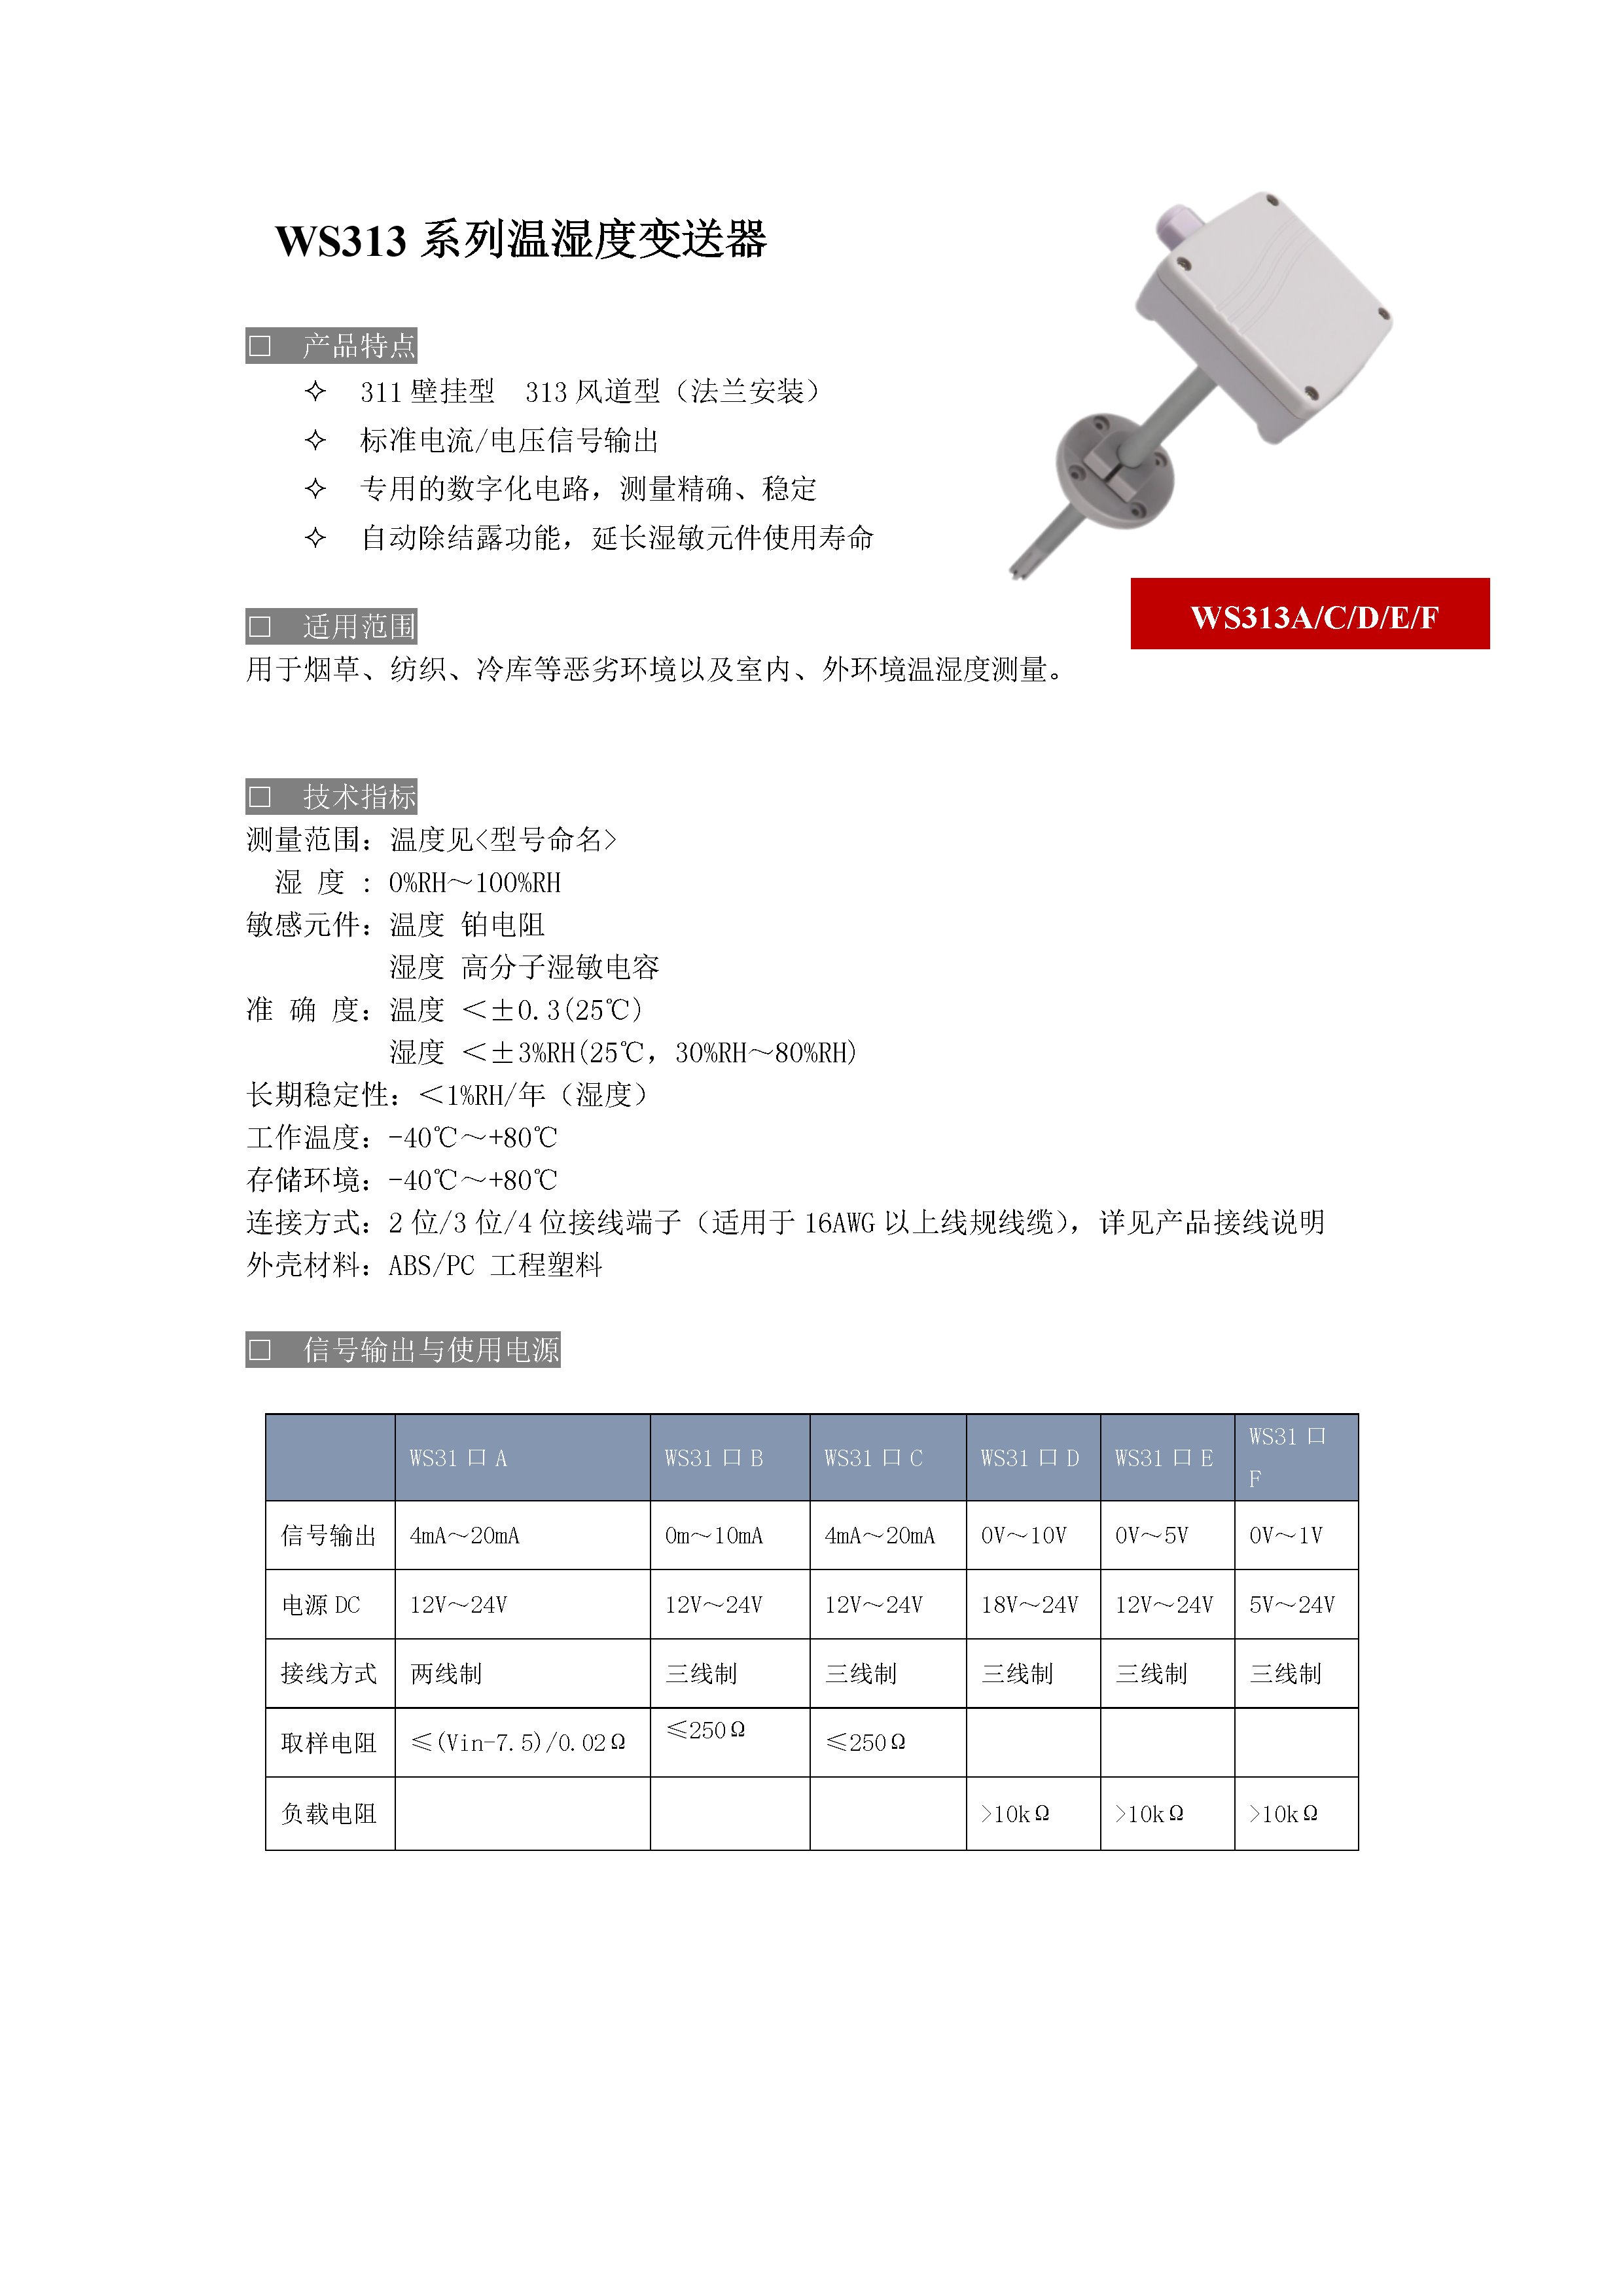 WS313 系列温湿度变送器
□ 产品特点
✧ 311 壁挂型 313 风道型（法兰安装）
✧ 标准电流/电压信号输出
✧ 专用的数字化电路，测量精确、稳定
✧ 自动除结露功能，延长湿敏元件使用寿命
WS313A/C/D/E/F
□ 适用范围
用于烟草、纺织、冷库等恶劣环境以及室内、外环境温湿度测量。
□ 技术指标
测量范围：温度见<型号命名>
湿 度 : 0%RH～100%RH
敏感元件：温度 铂电阻
湿度 高分子湿敏电容
准 确 度：温度 ＜±0.3(25℃)
湿度 ＜±3%RH(25℃，30%RH～80%RH)
长期稳定性：＜1%RH/年（湿度）
工作温度：-40℃～+80℃
存储环境：-40℃～+80℃
连接方式：2 位/3 位/4 位接线端子（适用于 16AWG 以上线规线缆），详见产品接线说明
外壳材料：ABS/PC 工程塑料
□ 信号输出与使用电源
WS31 口 A WS31 口 B WS31 口 C WS31 口 D WS31 口 E WS31 口 F
信号输出 4mA～20mA 0m～10mA 4mA～20mA 0V～10V 0V～5V 0V～1V
电源 DC 12V～24V 12V～24V 12V～24V 18V～24V 12V～24V 5V～24V
接线方式 两线制 三线制 三线制 三线制 三线制 三线制
取样电阻 ≤(Vin-7.5)/0.02Ω ≤250Ω ≤250Ω
负载电阻 >10kΩ >10kΩ >10kΩ